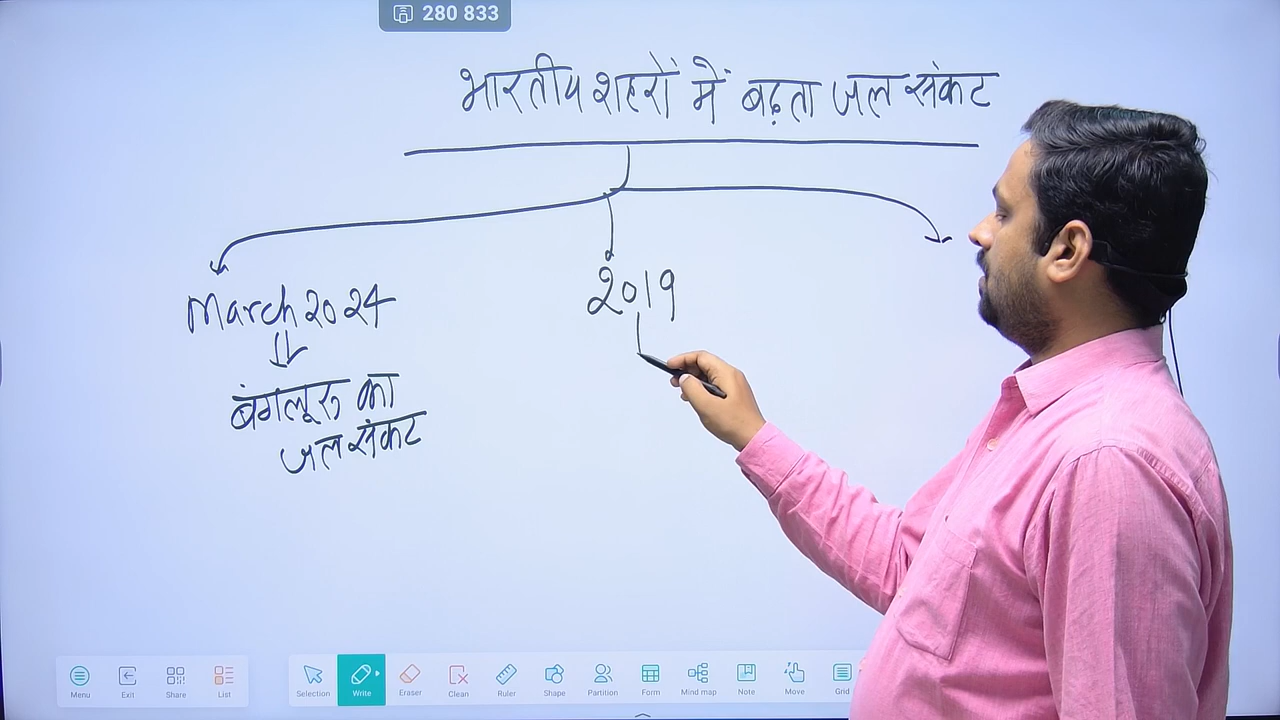 280 833
भारतीय शहरों में बढ़ता जल संकट
March 2024
2019
बंगलूरु का
जल संकट
Menu
Exit
Share
List
Selection
Write
Eraser
Clean
Ruler
Shape
Partition
Form
Mind map
Note
Move
Grid